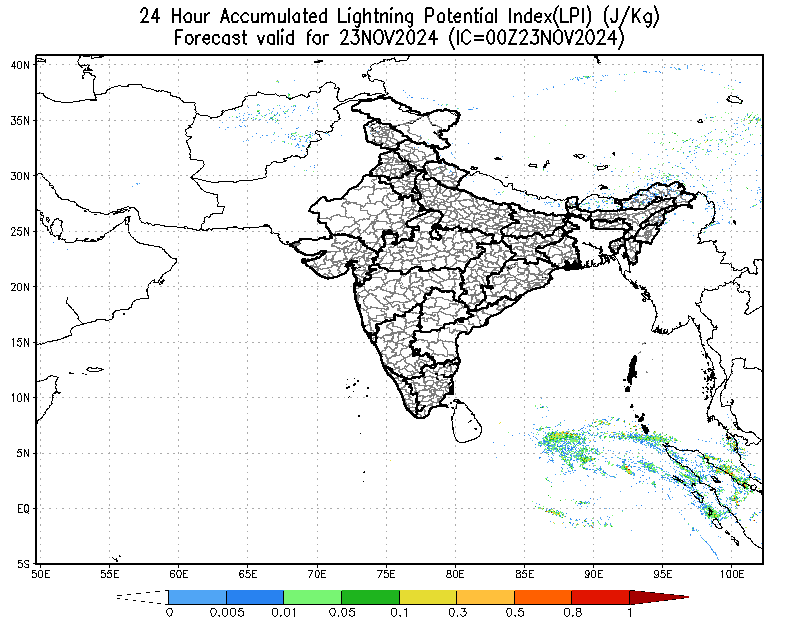 24 Hour Accumulated Lightning Potential Index(LPI) (J/Kg)
Forecast valid for 23NOV2024 (IC=00Z23NOV2024)
40N
35N
30N
25N
20N
15N
10N
5N
EQ
5S
50E 55E 60E 65E 70E 75E 80E 85E 90E 95E 100E
0 0.005 0.01 0.05 0.1 0.3 0.5 0.8 1